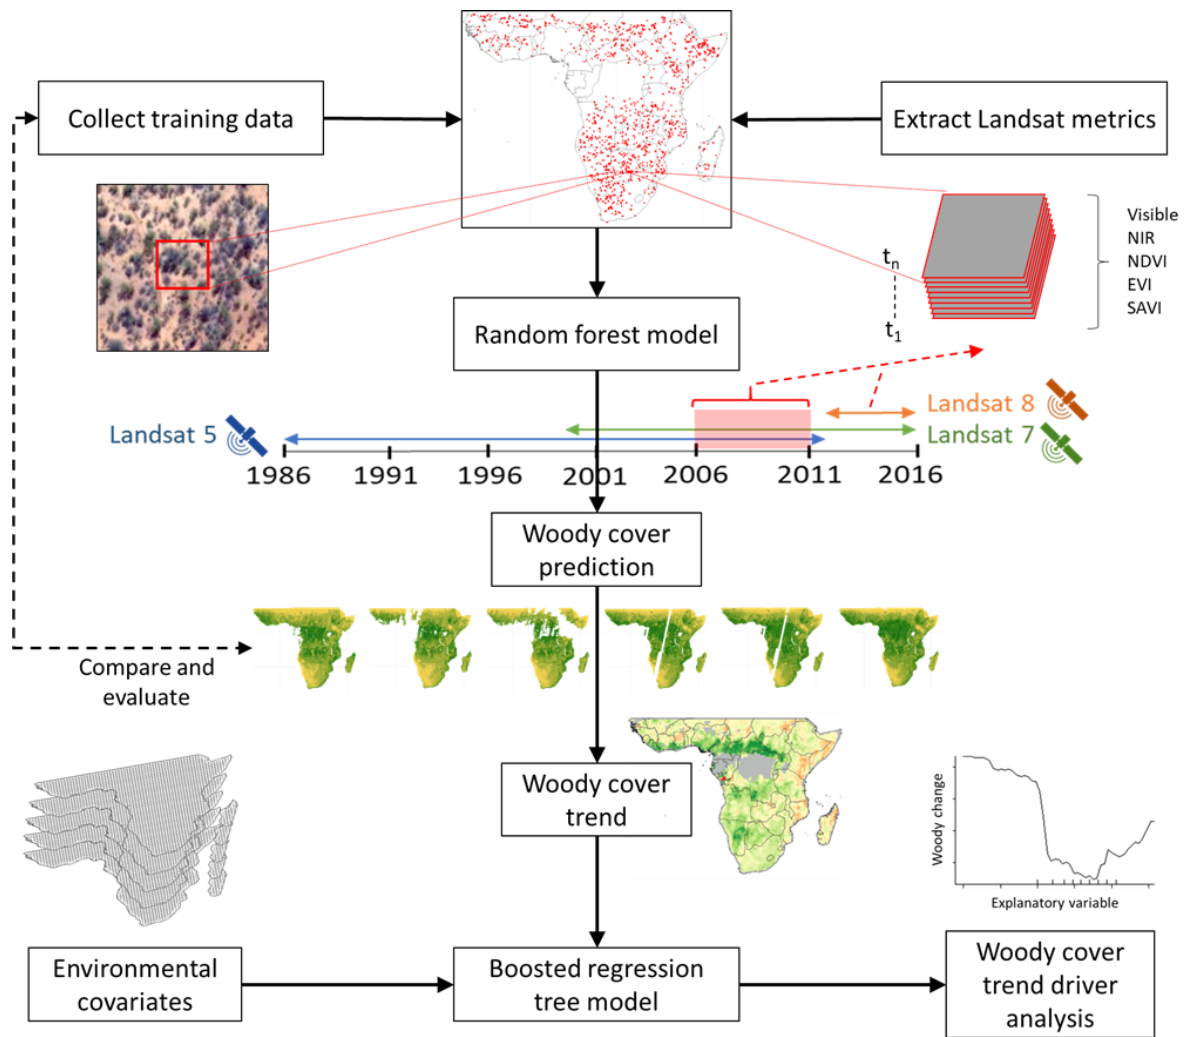 Collect training data
Extract Landsat metrics
Visible
NIR
NDVI
EVI
SAVI
tn
t1
Random forest model
Landsat 5
Landsat 8
Landsat 7
1986
1991
1996
2001
2006
2011
2016
Woody cover
prediction
Compare and
evaluate
Woody cover
trend
Woody change
Explanatory variable
Environmental
covariates
Boosted regression
tree model
Woody cover
trend driver
analysis